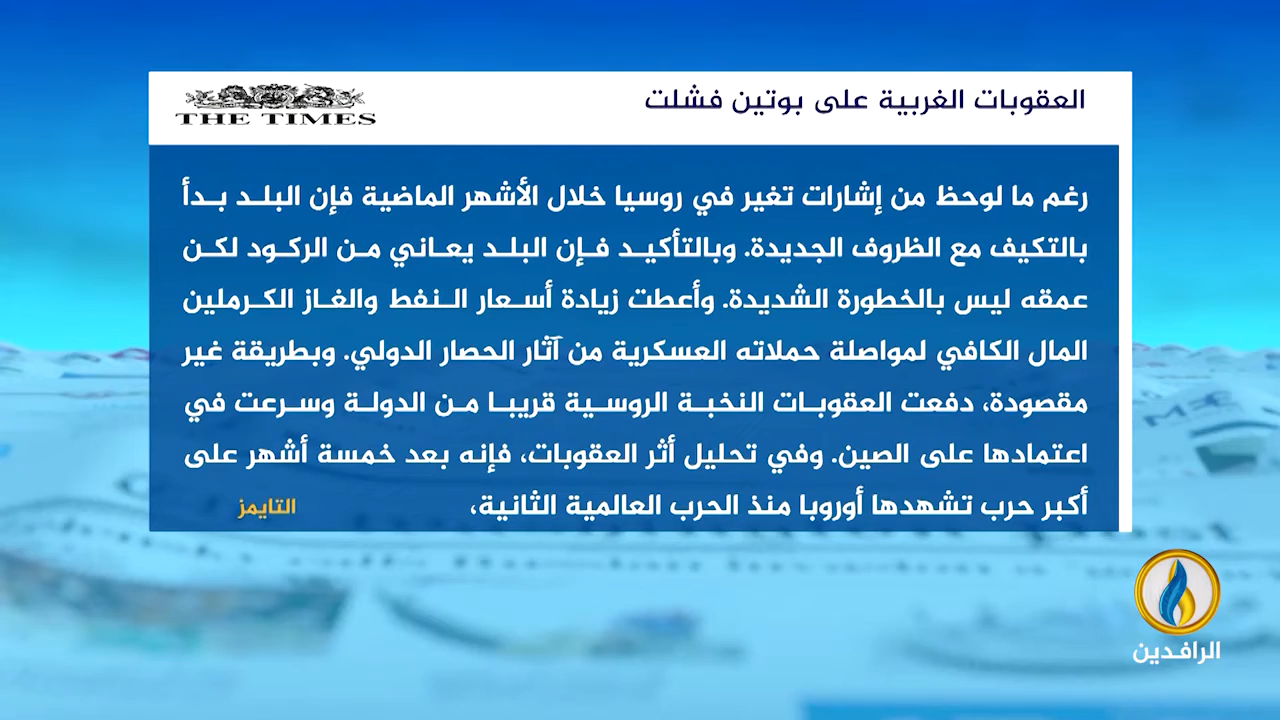 العقوبات الغربية على بوتين فشلت
THE TIMES
رغم ما لوحظ من إشارات تغير في روسيا خلال الأشهر الماضية فإن البلد بدأ
بالتكيف مع الظروف الجديدة. وبالتأكيد فإن البلد يعاني من الركود لكن
عمقه ليس بالخطورة الشديدة. وأعطت زيادة أسعار النفط والغاز الكرملين
المال الكافي لمواصلة حملاته العسكرية من آثار الحصار الدولي. وبطريقة غير
مقصودة، دفعت العقوبات النخبة الروسية قريبا من الدولة وسرعت في
اعتمادها على الصين. وفي تحليل أثر العقوبات، فإنه بعد خمسة أشهر على
أكبر حرب تشهدها أوروبا منذ الحرب العالمية الثانية،
التايمز
الرافدين